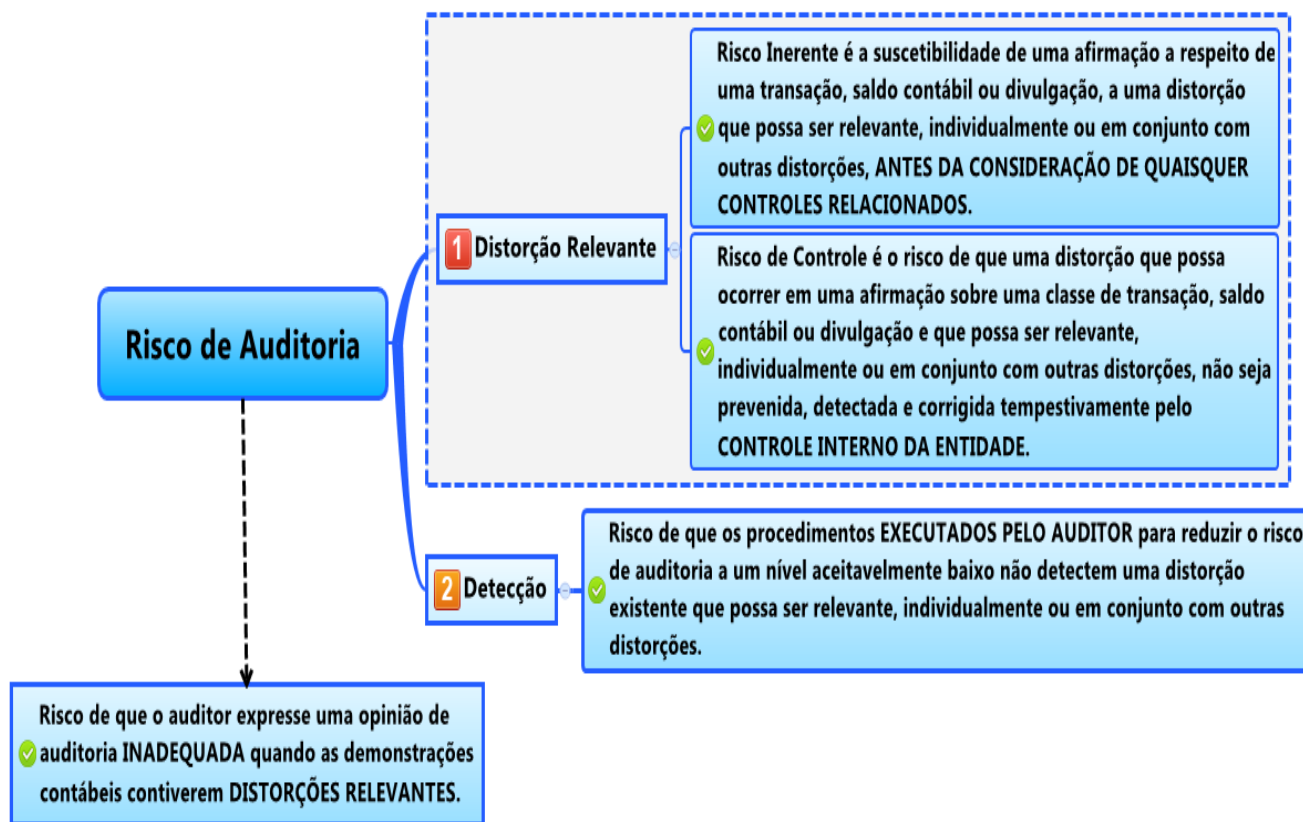 Risco de Auditoria
1 Distorção Relevante
Risco Inerente é a suscetibilidade de uma afirmação a respeito de
uma transação, saldo contábil ou divulgação, a uma distorção
que possa ser relevante, individualmente ou em conjunto com
outras distorções, ANTES DA CONSIDERAÇÃO DE QUAISQUER
CONTROLES RELACIONADOS.
Risco de Controle é o risco de que uma distorção que possa
ocorrer em uma afirmação sobre uma classe de transação, saldo
contábil ou divulgação e que possa ser relevante,
individualmente ou em conjunto com outras distorções, não seja
prevenida, detectada e corrigida tempestivamente pelo
CONTROLE INTERNO DA ENTIDADE.
2 Detecção
Risco de que os procedimentos EXECUTADOS PELO AUDITOR para reduzir o risco
de auditoria a um nível aceitavelmente baixo não detectem uma distorção
existente que possa ser relevante, individualmente ou em conjunto com outras
distorções.
Risco de que o auditor expresse uma opinião de
auditoria INADEQUADA quando as demonstrações
contábeis contiverem DISTORÇÕES RELEVANTES.